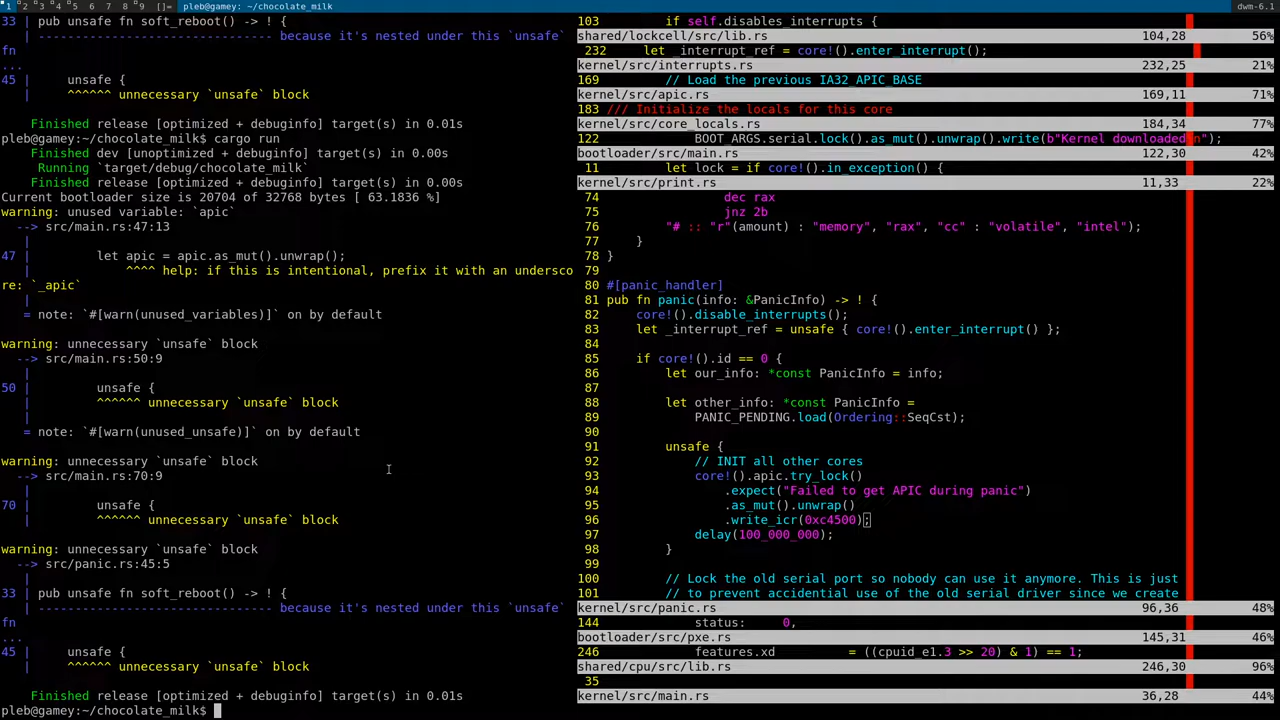 1 2 3 4 5 6 7 8 9 []= pleb@gamey: ~/chocolate_milk dwm-6.1
33 | pub unsafe fn soft_reboot() -> ! {
   | ------------------------------- because it's nested under this `unsafe`
fn
...
45 |     unsafe {
   |     ^^^^^^ unnecessary `unsafe` block
    Finished release [optimized + debuginfo] target(s) in 0.01s
pleb@gamey:~/chocolate_milk$ cargo run
    Finished dev [unoptimized + debuginfo] target(s) in 0.00s
     Running `target/debug/chocolate_milk`
    Finished release [optimized + debuginfo] target(s) in 0.00s
Current bootloader size is 20704 of 32768 bytes [ 63.1836 %]
warning: unused variable: `apic`
  --> src/main.rs:47:13
   |
47 |         let apic = apic.as_mut().unwrap();
   |             ^^^^ help: if this is intentional, prefix it with an undersco
re: `_apic`
   |
   = note: `#[warn(unused_variables)]` on by default
warning: unnecessary `unsafe` block
  --> src/main.rs:50:9
   |
50 |         unsafe {
   |         ^^^^^^ unnecessary `unsafe` block
   |
   = note: `#[warn(unused_unsafe)]` on by default
warning: unnecessary `unsafe` block
  --> src/main.rs:70:9
   |
70 |         unsafe {
   |         ^^^^^^ unnecessary `unsafe` block
warning: unnecessary `unsafe` block
  --> src/panic.rs:45:5
   |
33 | pub unsafe fn soft_reboot() -> ! {
   | ------------------------------- because it's nested under this `unsafe`
fn
...
45 |     unsafe {
   |     ^^^^^^ unnecessary `unsafe` block
    Finished release [optimized + debuginfo] target(s) in 0.01s
pleb@gamey:~/chocolate_milk$
103         if self.disables_interrupts {
shared/lockcell/src/lib.rs 104,28 56%
232     let _interrupt_ref = core!().enter_interrupt();
kernel/src/interrupts.rs 232,25 21%
169         // Load the previous IA32_APIC_BASE
kernel/src/apic.rs 169,11 71%
183 /// Initialize the locals for this core
kernel/src/core_locals.rs 184,34 77%
122             BOOT_ARGS.serial.lock().as_mut().unwrap().write(b"Kernel downloaded\n");
bootloader/src/main.rs 122,30 42%
11         let lock = if core!().in_exception() {
kernel/src/print.rs 11,33 22%
74                 dec rax
75                 jnz 2b
76         "# :: "r"(amount) : "memory", "rax", "cc" : "volatile", "intel");
77     }
78 }
79
80 #[panic_handler]
81 pub fn panic(info: &PanicInfo) -> ! {
82     core!().disable_interrupts();
83     let _interrupt_ref = unsafe { core!().enter_interrupt() };
84
85     if core!().id == 0 {
86         let our_info: *const PanicInfo = info;
87
88         let other_info: *const PanicInfo =
89             PANIC_PENDING.load(Ordering::SeqCst);
90
91         unsafe {
92             // INIT all other cores
93             core!().apic.try_lock()
94                 .expect("Failed to get APIC during panic")
95                 .as_mut().unwrap()
96                 .write_icr(0xc4500);
97             delay(100_000_000);
98         }
99
100         // Lock the old serial port so nobody can use it anymore. This is just
101         // to prevent accidential use of the old serial driver since we create
kernel/src/panic.rs 96,36 48%
144             status:     0,
bootloader/src/pxe.rs 145,31 46%
246             features.xd           = ((cpuid_e1.3 >> 20) & 1) == 1;
shared/cpu/src/lib.rs 246,30 96%
35
kernel/src/main.rs 36,28 44%